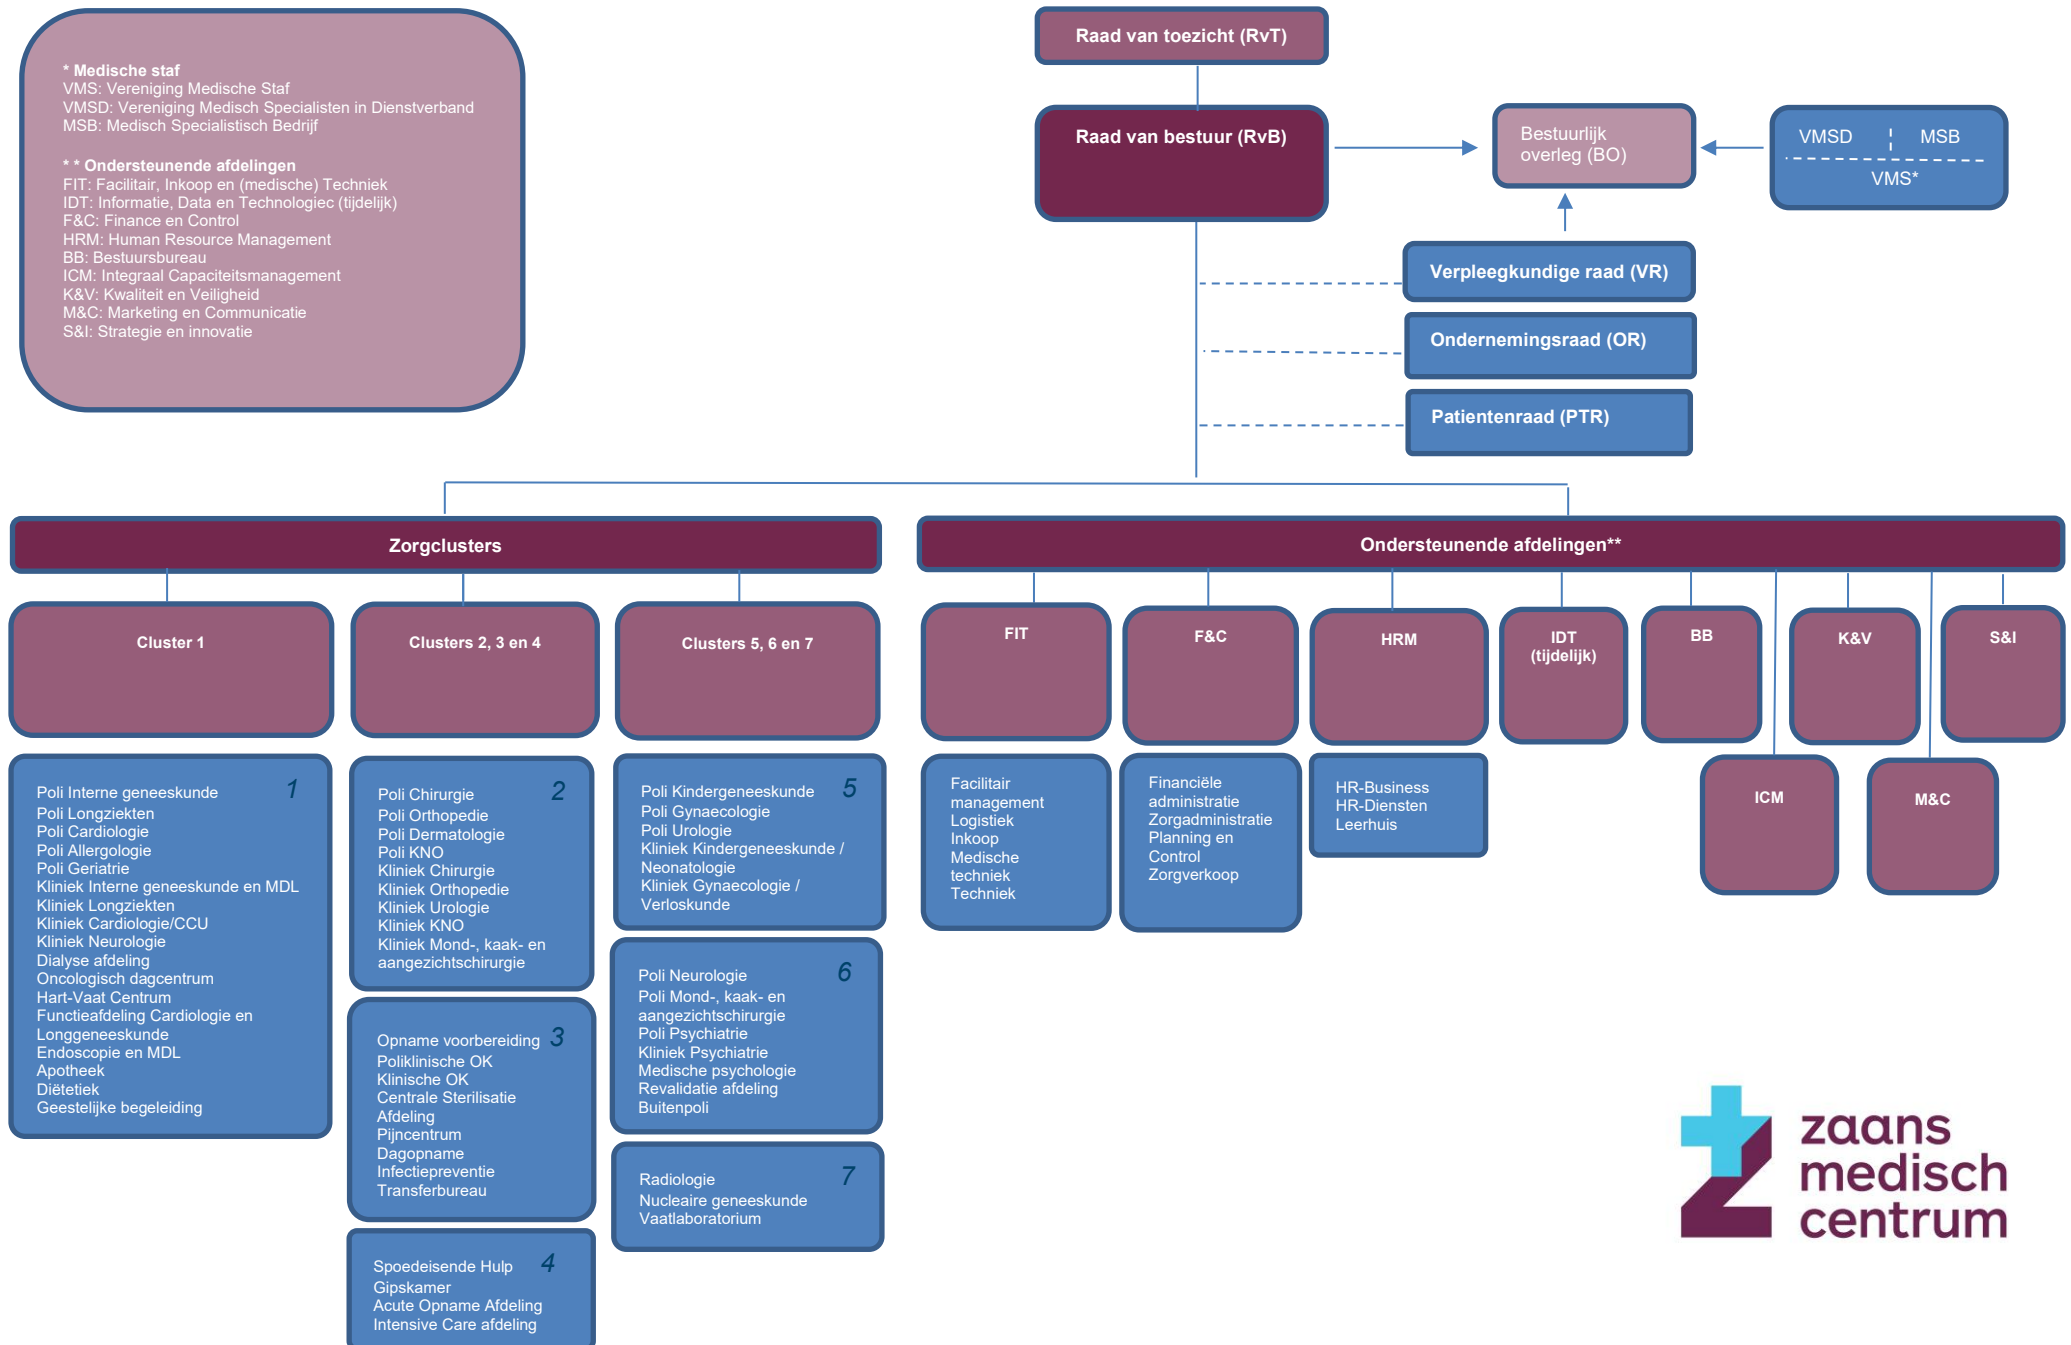 * Medische staf
VMS: Vereniging Medische Staf
VMSD: Vereniging Medisch Specialisten in Dienstverband
MSB: Medisch Specialistisch Bedrijf
* * Ondersteunende afdelingen
FIT: Facilitair, Inkoop en (medische) Techniek
IDT: Informatie, Data en Technologiec (tijdelijk)
F&C: Finance en Control
HRM: Human Resource Management
BB: Bestuursbureau
ICM: Integraal Capaciteitsmanagement
K&V: Kwaliteit en Veiligheid
M&C: Marketing en Communicatie
S&I: Strategie en innovatie
Raad van toezicht (RvT)
Raad van bestuur (RvB)
Bestuurlijk
overleg (BO)
VMSD
MSB
VMS*
Verpleegkundige raad (VR)
Ondernemingsraad (OR)
Patientenraad (PTR)
Zorgclusters
Cluster 1
Clusters 2, 3 en 4
Clusters 5, 6 en 7
1
Poli Interne geneeskunde
Poli Longziekten
Poli Cardiologie
Poli Allergologie
Poli Geriatrie
Kliniek Interne geneeskunde en MDL
Kliniek Longziekten
Kliniek Cardiologie/CCU
Kliniek Neurologie
Dialyse afdeling
Oncologisch dagcentrum
Hart-Vaat Centrum
Functieafdeling Cardiologie en
Longgeneeskunde
Endoscopie en MDL
Apotheek
Diëtetiek
Geestelijke begeleiding
2
Poli Chirurgie
Poli Orthopedie
Poli Dermatologie
Poli KNO
Kliniek Chirurgie
Kliniek Orthopedie
Kliniek Urologie
Kliniek KNO
Kliniek Mond-, kaak- en
aangezichtschirurgie
3
Opname voorbereiding
Poliklinische OK
Klinische OK
Centrale Sterilisatie
Afdeling
Pijncentrum
Dagopname
Infectiepreventie
Transferbureau
4
Spoedeisende Hulp
Gipskamer
Acute Opname Afdeling
Intensive Care afdeling
5
Poli Kindergeneeskunde
Poli Gynaecologie
Poli Urologie
Kliniek Kindergeneeskunde /
Neonatologie
Kliniek Gynaecologie /
Verloskunde
6
Poli Neurologie
Poli Mond-, kaak- en
aangezichtschirurgie
Poli Psychiatrie
Kliniek Psychiatrie
Medische psychologie
Revalidatie afdeling
Buitenpoli
7
Radiologie
Nucleaire geneeskunde
Vaatlaboratorium
Ondersteunende afdelingen**
FIT
F&C
HRM
IDT
(tijdelijk)
BB
K&V
S&I
ICM
M&C
Facilitair
management
Logistiek
Inkoop
Medische
techniek
Techniek
Financiële
administratie
Zorgadministratie
Planning en
Control
Zorgverkoop
HR-Business
HR-Diensten
Leerhuis
zaans
medisch
centrum